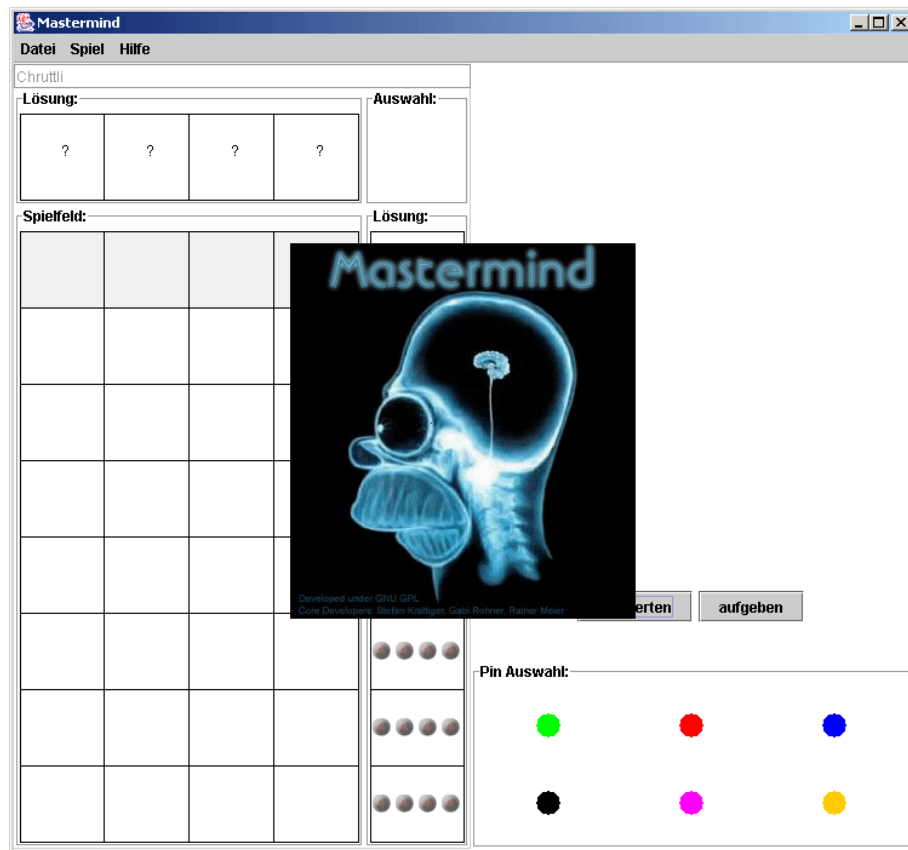 Mastermind
Datei Spiel Hilfe
Chruttli
Lösung:
Auswahl:
? ? ? ?
Spielfeld:
Lösung:
Mastermind
Developed under GNU GPL
Core Developers: Stefan Krattiger, Gabi Rohner, Rainer Meier
erten
aufgeben
Pin Auswahl: